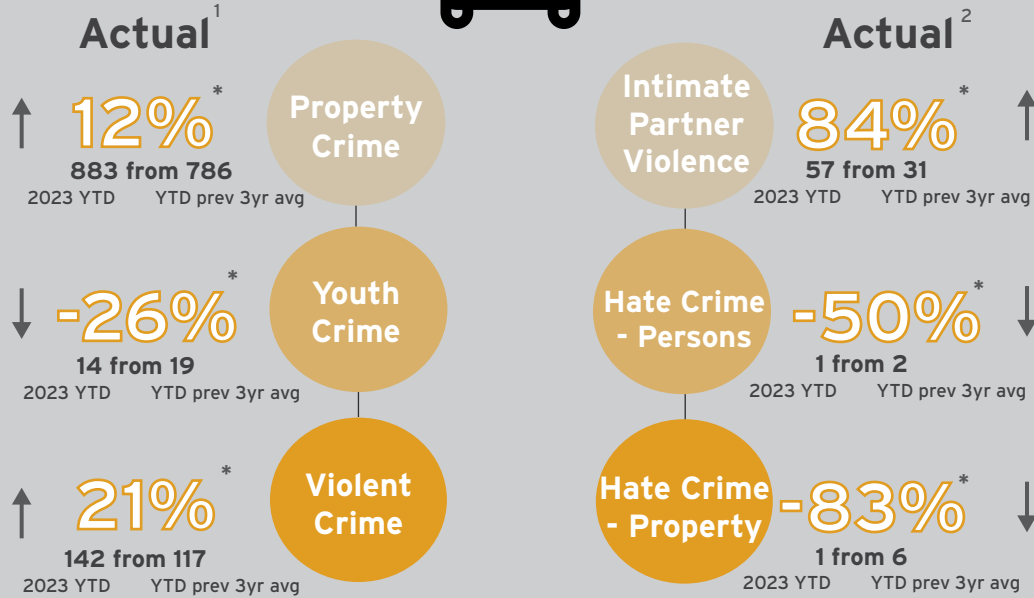 Actual 1
12%*
883 from 786
2023 YTD YTD prev 3yr avg
Property
Crime
-26%*
14 from 19
2023 YTD YTD prev 3yr avg
Youth
Crime
21%*
142 from 117
2023 YTD YTD prev 3yr avg
Violent
Crime
Actual 2
Intimate
Partner
Violence
84%*
57 from 31
2023 YTD YTD prev 3yr avg
Hate Crime
- Persons
-50%*
1 from 2
2023 YTD YTD prev 3yr avg
Hate Crime
- Property
-83%*
1 from 6
2023 YTD YTD prev 3yr avg